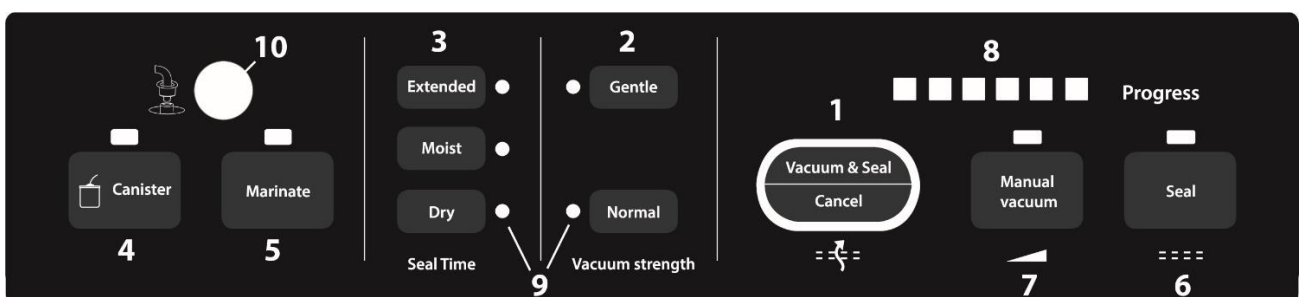 10
Canister
Marinate
4
5
3
Extended
Moist
Dry
Seal Time
2
Gentle
Normal
Vacuum strength
9
1
Vacuum & Seal
Cancel
8
Progress
Manual
vacuum
Seal
7
6